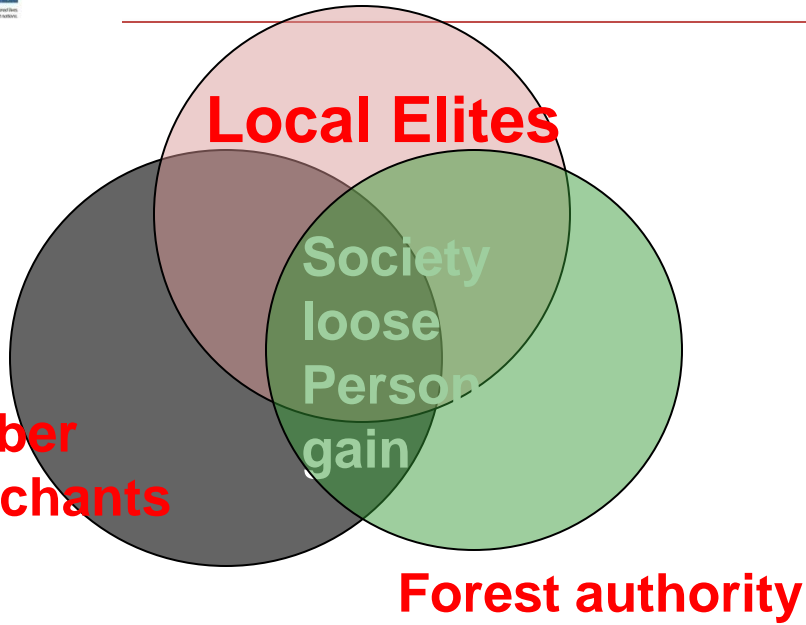 Local Elites
Society
loose
Person
gain
ber
chants
Forest authority